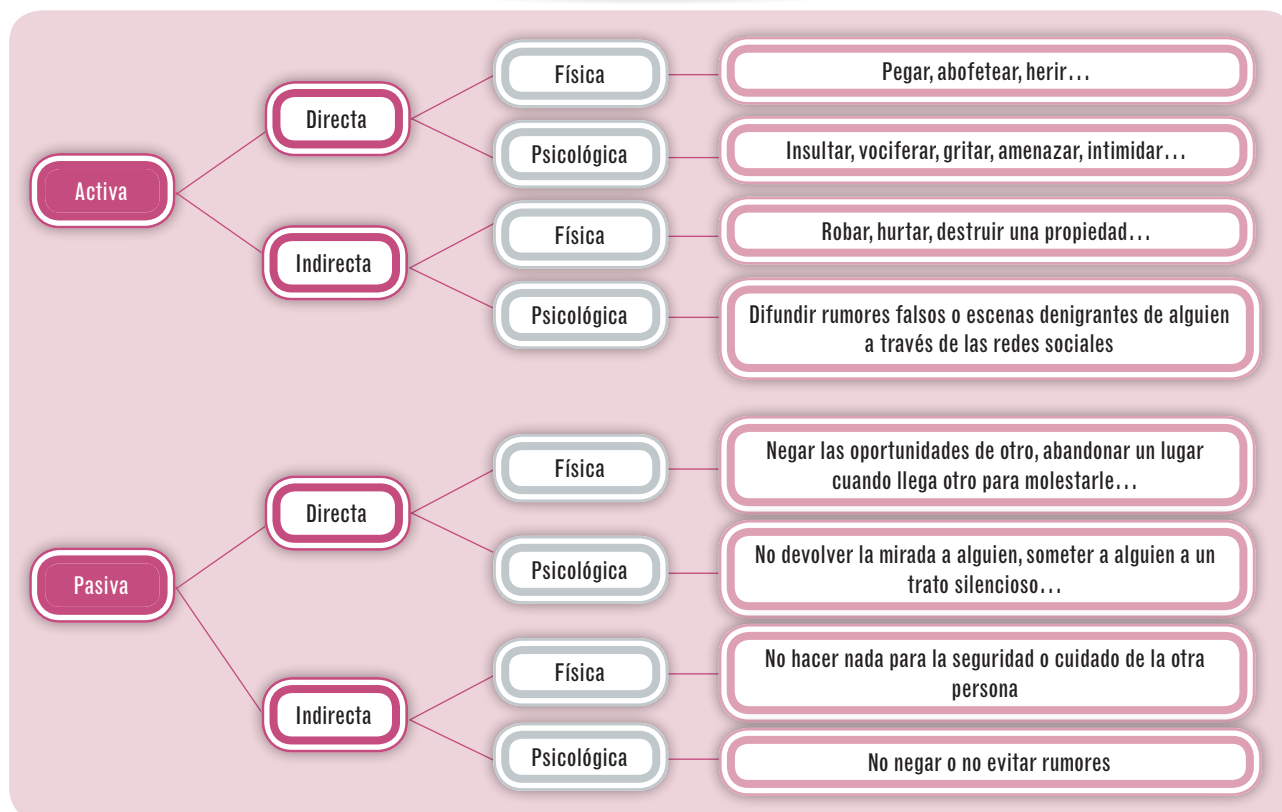 Activa
Directa
Física
Pegar, abofetear, herir...
Psicológica
Insultar, vociferar, gritar, amenazar, intimidar...
Indirecta
Física
Robar, hurtar, destruir una propiedad...
Psicológica
Difundir rumores falsos o escenas denigrantes de alguien
a través de las redes sociales
Pasiva
Directa
Física
Negar las oportunidades de otro, abandonar un lugar
cuando llega otro para molestarle...
Psicológica
No devolver la mirada a alguien, someter a alguien a un
trato silencioso...
Indirecta
Física
No hacer nada para la seguridad o cuidado de la otra
persona
Psicológica
No negar o no evitar rumores